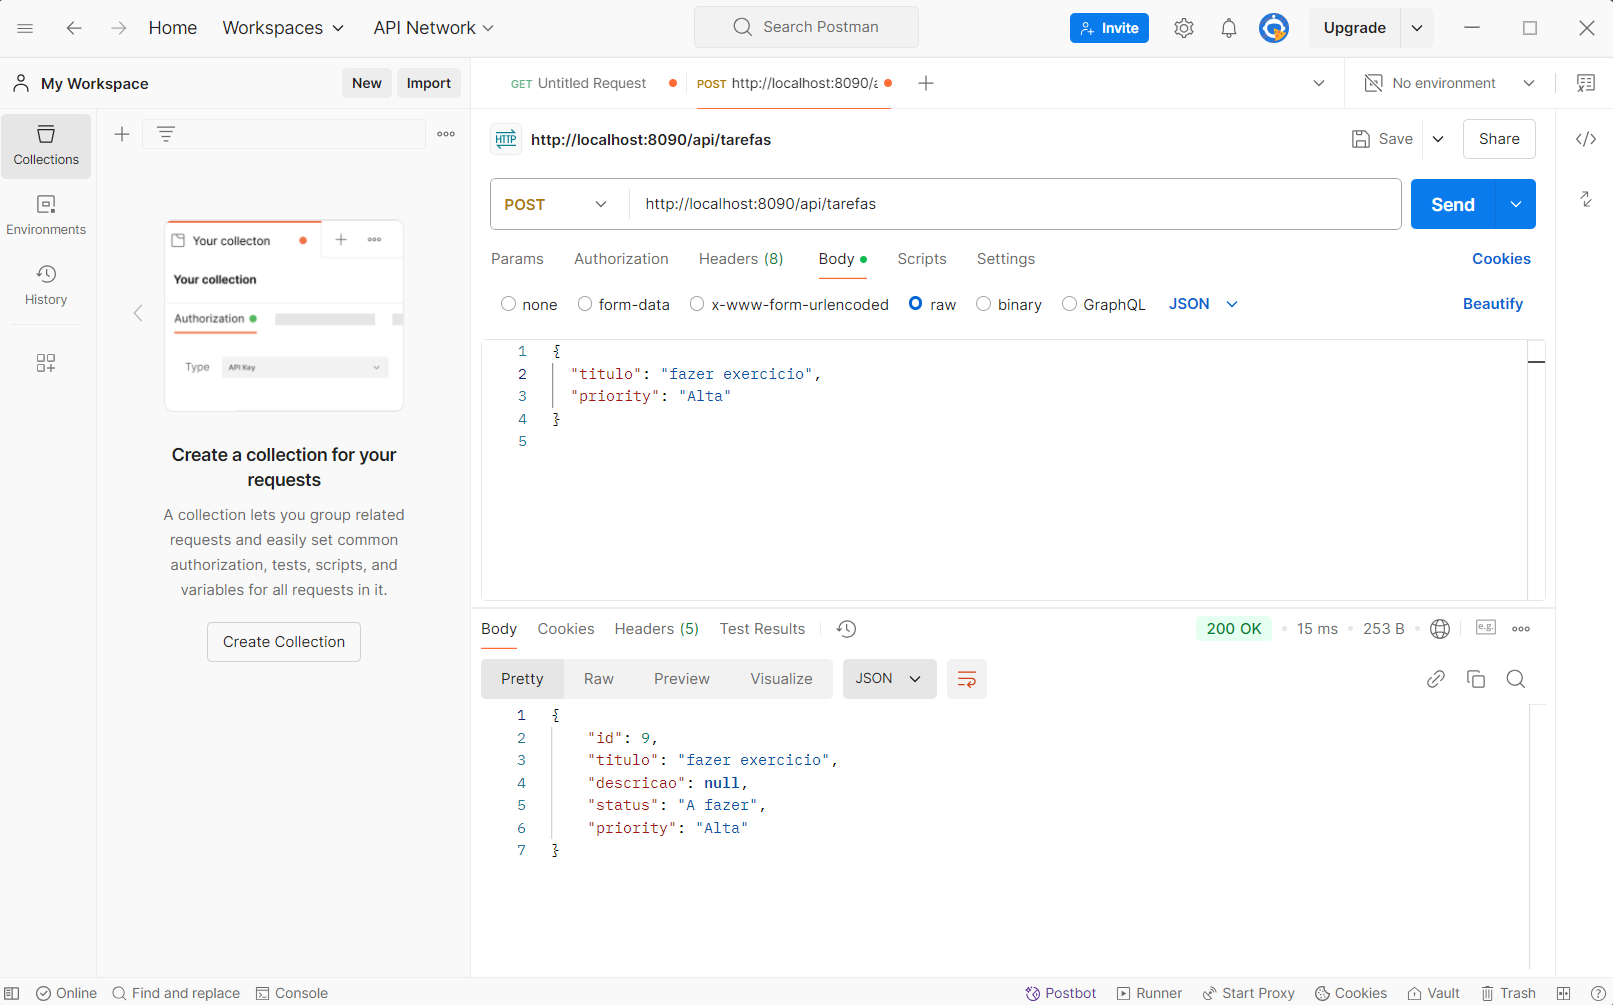 Home Workspaces API Network Search Postman Invite Upgrade
My Workspace New Import GET Untitled Request POST http://localhost:8090/a No environment
Collections
Environments
History
Your collecton
Your collection
Authorization
Type API Key
Create a collection for your
requests
A collection lets you group related
requests and easily set common
authorization, tests, scripts, and
variables for all requests in it.
Create Collection
HTTP http://localhost:8090/api/tarefas Save Share
POST http://localhost:8090/api/tarefas Send
Params Authorization Headers (8) Body Scripts Settings Cookies
none form-data x-www-form-urlencoded raw binary GraphQL JSON Beautify
1 {
2 "titulo": "fazer exercicio",
3 "priority": "Alta"
4 }
5
Body Cookies Headers (5) Test Results 200 OK 15 ms 253 B e.g.
Pretty Raw Preview Visualize JSON
1 {
2 "id": 9,
3 "titulo": "fazer exercicio",
4 "descricao": null,
5 "status": "A fazer",
6 "priority": "Alta"
7 }
Online Find and replace Console Postbot Runner Start Proxy Cookies Vault Trash